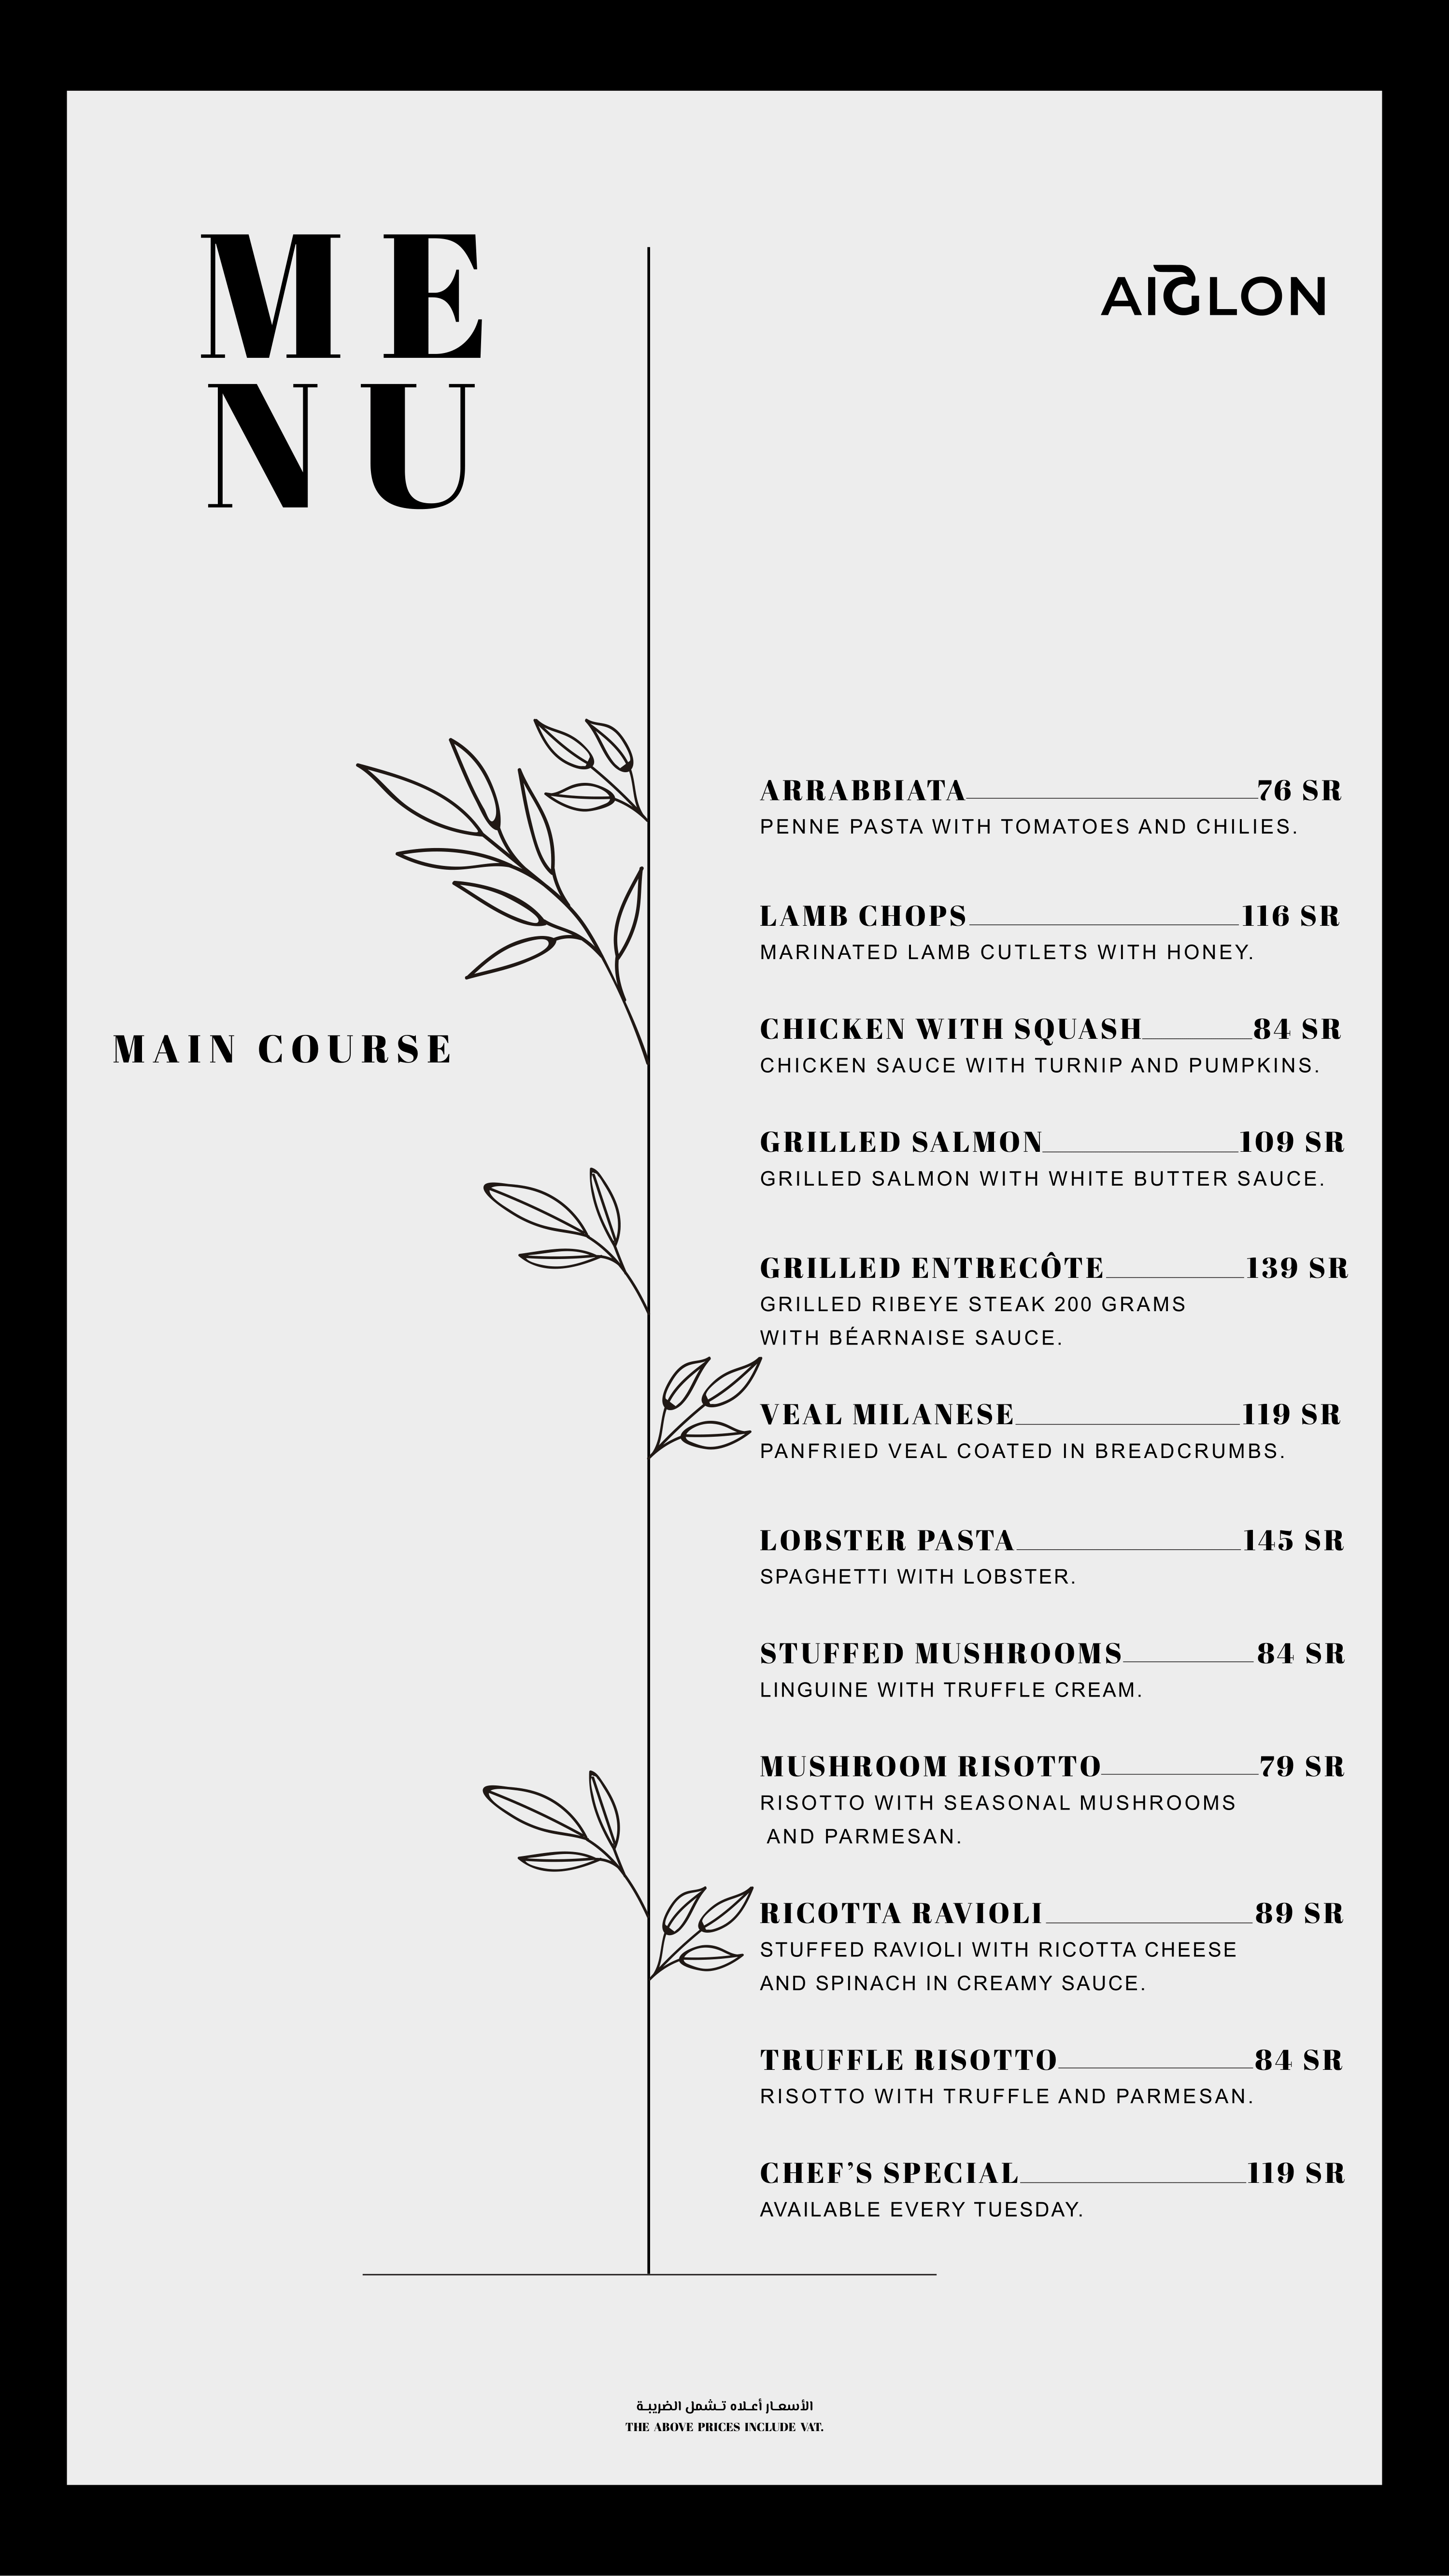 ME
NU
AIGLON
MAIN COURSE
ARRABBIATA 76 SR
PENNE PASTA WITH TOMATOES AND CHILIES.
LAMB CHOPS 116 SR
MARINATED LAMB CUTLETS WITH HONEY.
CHICKEN WITH SQUASH 84 SR
CHICKEN SAUCE WITH TURNIP AND PUMPKINS.
GRILLED SALMON 109 SR
GRILLED SALMON WITH WHITE BUTTER SAUCE.
GRILLED ENTRECÔTE 139 SR
GRILLED RIBEYE STEAK 200 GRAMS
WITH BÉARNAISE SAUCE.
VEAL MILANESE 119 SR
PANFRIED VEAL COATED IN BREADCRUMBS.
LOBSTER PASTA 145 SR
SPAGHETTI WITH LOBSTER.
STUFFED MUSHROOMS 84 SR
LINGUINE WITH TRUFFLE CREAM.
MUSHROOM RISOTTO 79 SR
RISOTTO WITH SEASONAL MUSHROOMS
AND PARMESAN.
RICOTTA RAVIOLI 89 SR
STUFFED RAVIOLI WITH RICOTTA CHEESE
AND SPINACH IN CREAMY SAUCE.
TRUFFLE RISOTTO 84 SR
RISOTTO WITH TRUFFLE AND PARMESAN.
CHEF’S SPECIAL 119 SR
AVAILABLE EVERY TUESDAY.
الأسعـار أعـلاه تـشمل الضريبـة
THE ABOVE PRICES INCLUDE VAT.